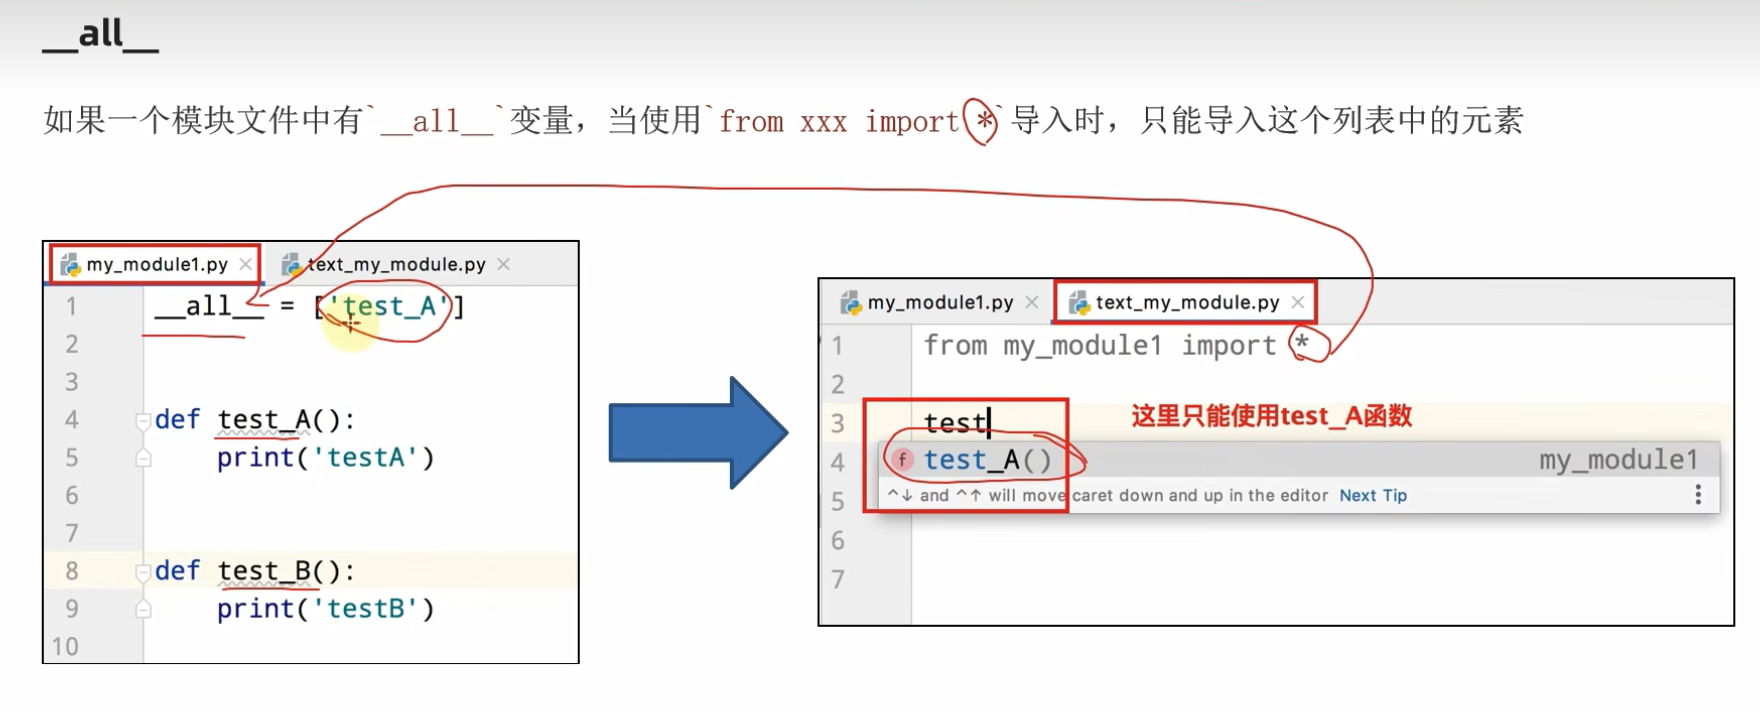 __all__
如果一个模块文件中有`__all__`变量，当使用`from xxx import *`导入时，只能导入这个列表中的元素
my_module1.py × text_my_module.py ×
1 __all__ = ['test_A']
2
3
4 def test_A():
5 print('testA')
6
7
8 def test_B():
9 print('testB')
10
my_module1.py × text_my_module.py ×
1 from my_module1 import *
2
3 test
这里只能使用test_A函数
4 f test_A() my_module1
5 ^↓ and ^↑ will move caret down and up in the editor Next Tip
6
7